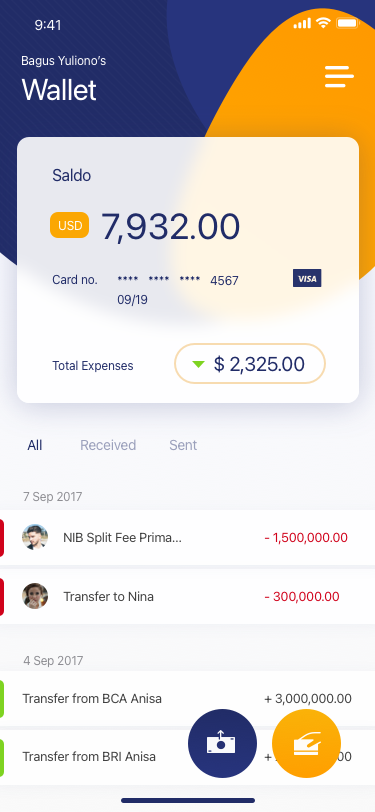 9:41
Bagus Yuliono’s
Wallet
Saldo
USD 7,932.00
Card no. **** **** **** 4567
VISA
09/19
Total Expenses $ 2,325.00
All Received Sent
7 Sep 2017
NIB Split Fee Prima... - 1,500,000.00
Transfer to Nina - 300,000.00
4 Sep 2017
Transfer from BCA Anisa + 3,000,000.00
Transfer from BRI Anisa +